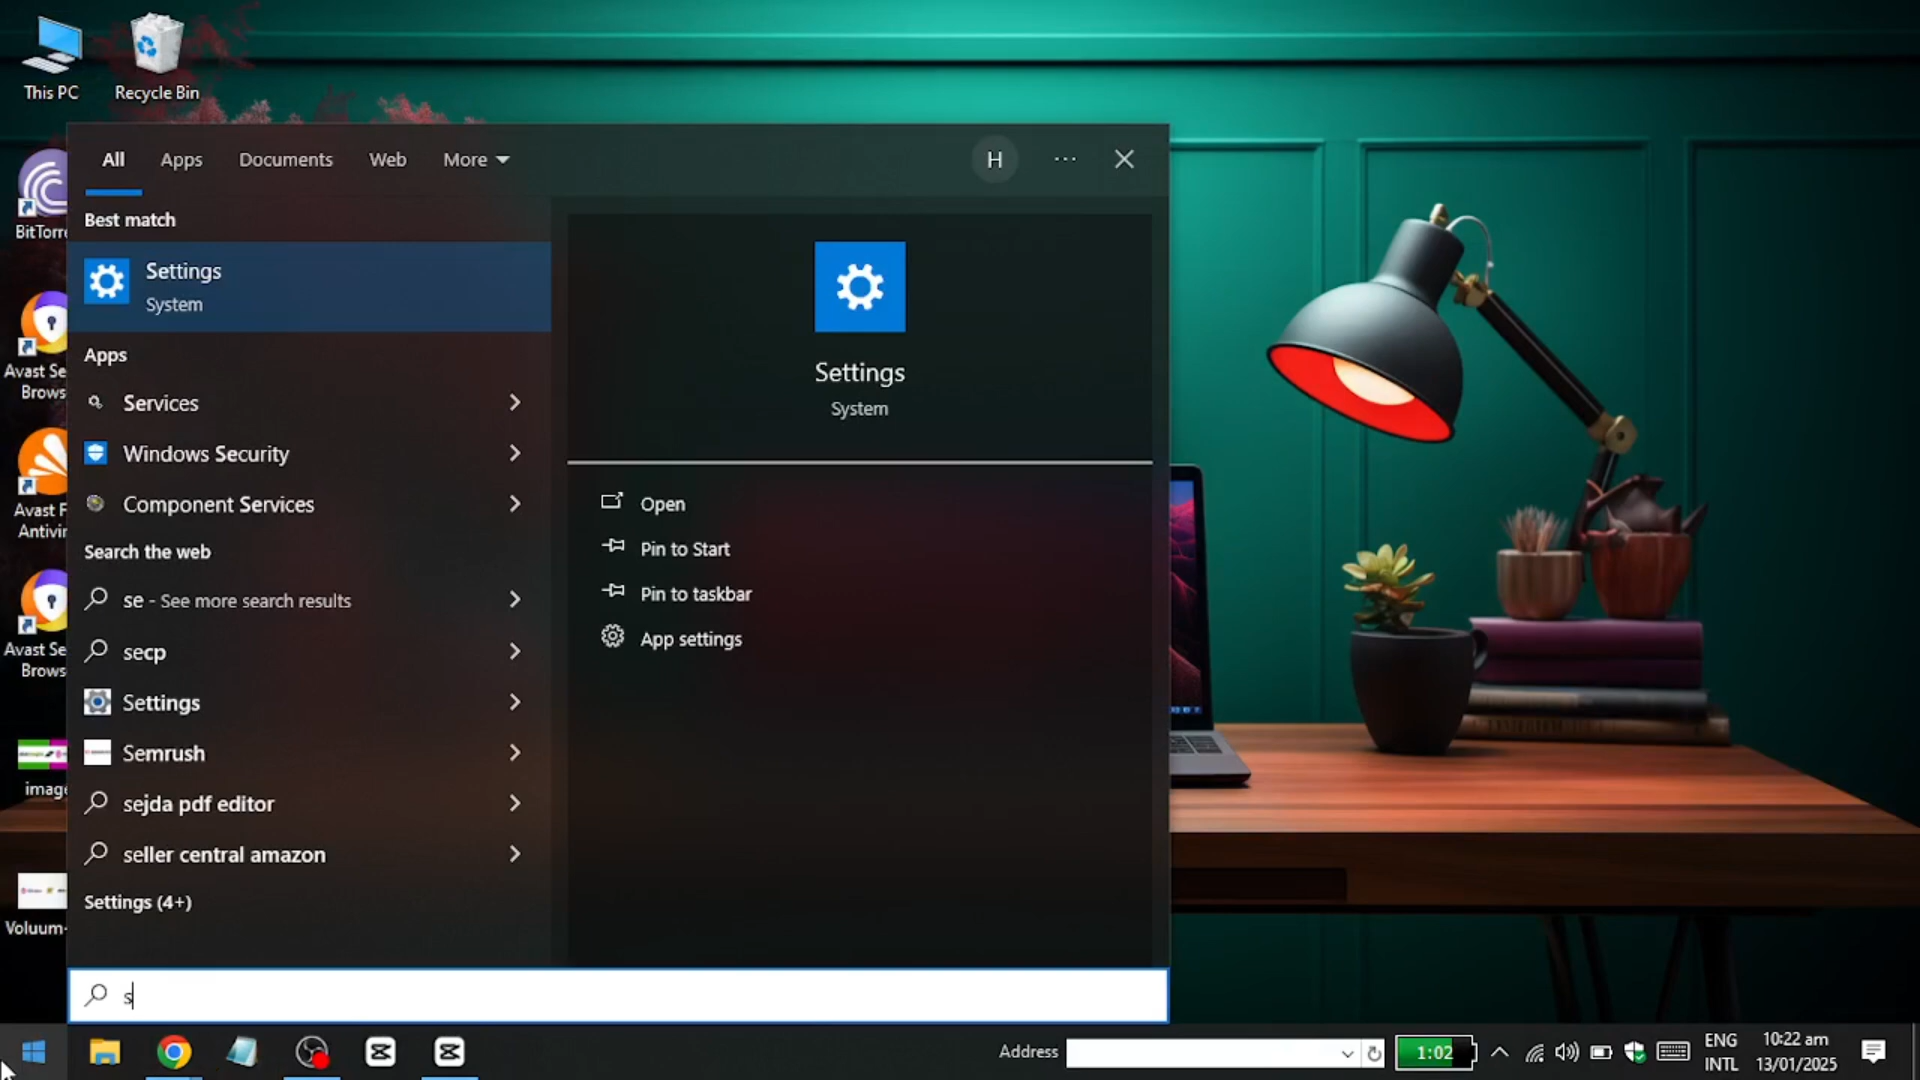 This PC
Recycle Bin
All
Apps
Documents
Web
More
H
Best match
Settings
System
Apps
Services
Windows Security
Component Services
Search the web
se - See more search results
secp
Settings
Semrush
sejda pdf editor
seller central amazon
Settings (4+)
s
Settings
System
Open
Pin to Start
Pin to taskbar
App settings
BitTorre
Avast Se
Brows
Avast F
Antivir
Avast Se
Brows
image
Voluum-
Address
1:02
ENG
INTL
10:22 am
13/01/2025